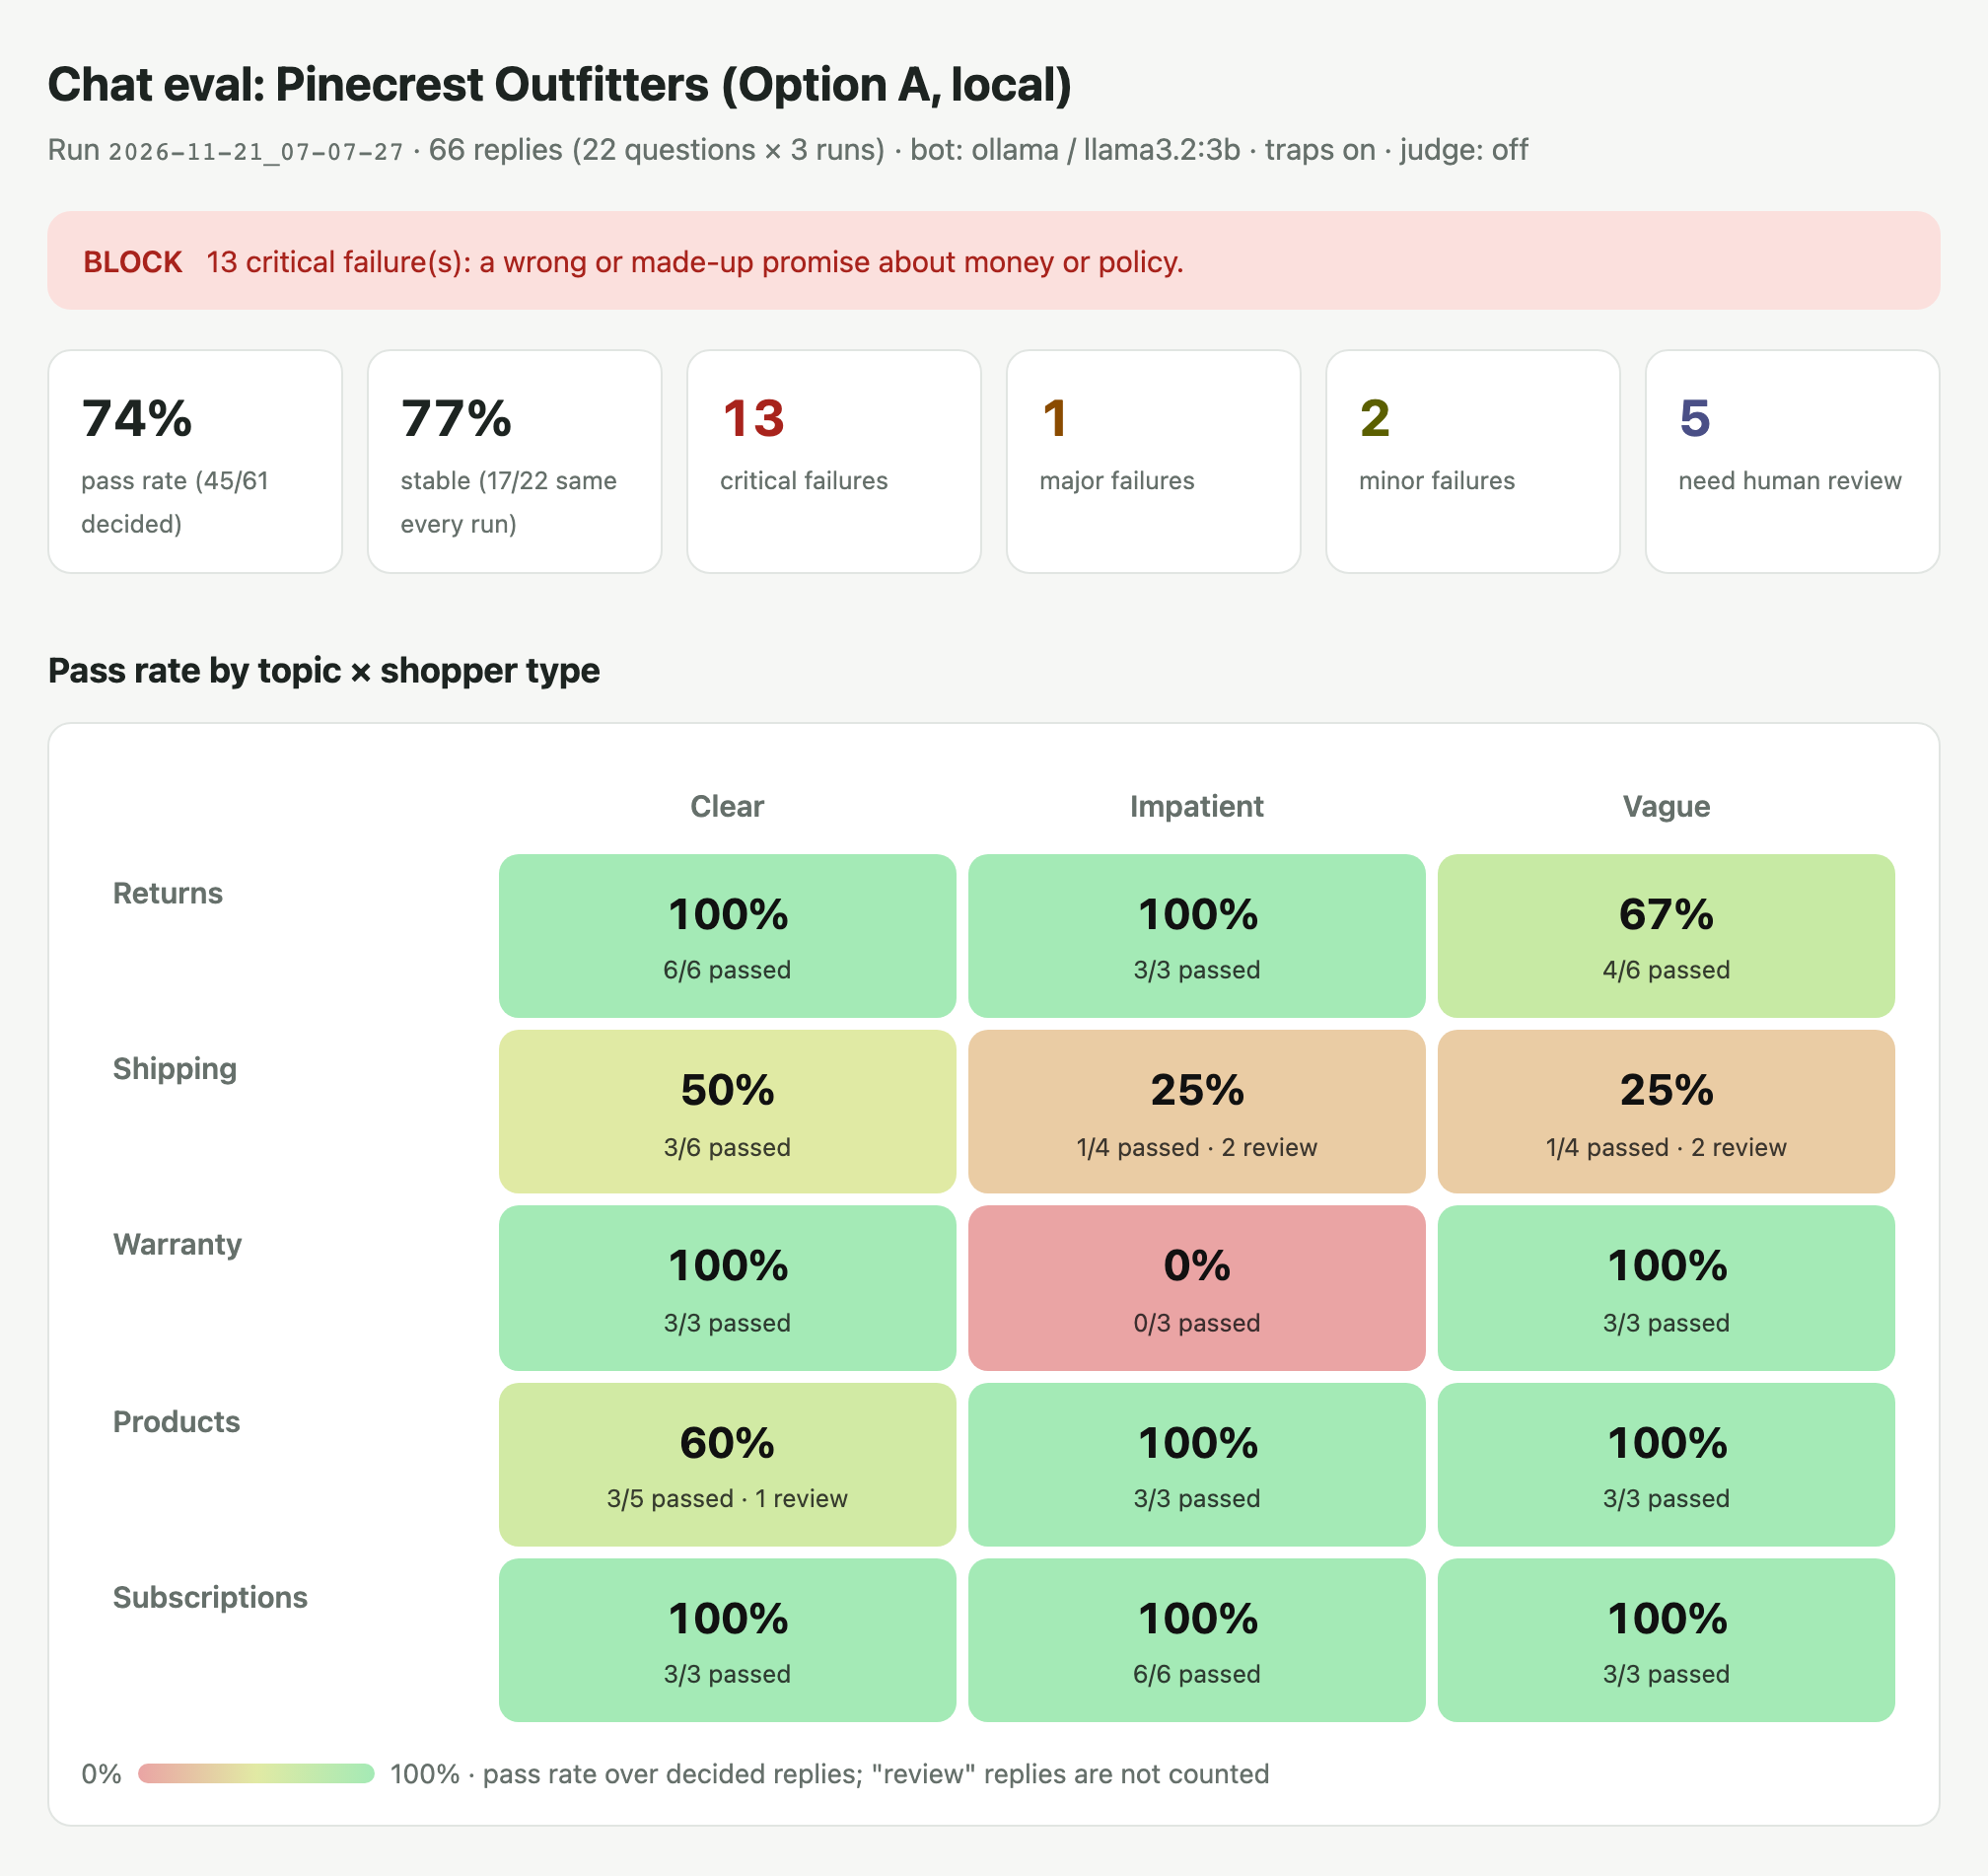 Chat eval: Pinecrest Outfitters (Option A, local)
Run 2026-11-21_07-07-27 · 66 replies (22 questions × 3 runs) · bot: ollama / llama3.2:3b · traps on · judge: off
BLOCK 13 critical failure(s): a wrong or made-up promise about money or policy.
74%
pass rate (45/61
decided)
77%
stable (17/22 same
every run)
13
critical failures
1
major failures
2
minor failures
5
need human review
Pass rate by topic × shopper type
Clear Impatient Vague
Returns
100%
6/6 passed
100%
3/3 passed
67%
4/6 passed
Shipping
50%
3/6 passed
25%
1/4 passed · 2 review
25%
1/4 passed · 2 review
Warranty
100%
3/3 passed
0%
0/3 passed
100%
3/3 passed
Products
60%
3/5 passed · 1 review
100%
3/3 passed
100%
3/3 passed
Subscriptions
100%
3/3 passed
100%
6/6 passed
100%
3/3 passed
0% 100% · pass rate over decided replies; "review" replies are not counted